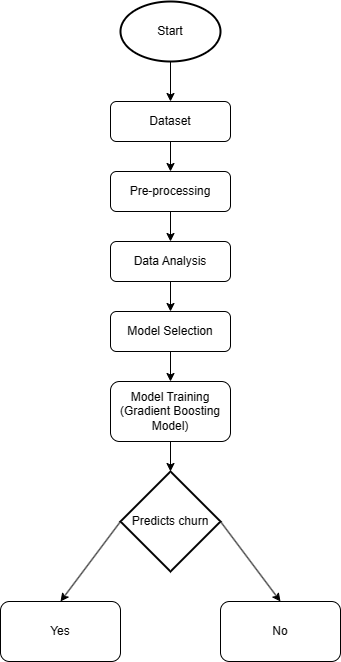 Start
Dataset
Pre-processing
Data Analysis
Model Selection
Model Training
(Gradient Boosting
Model)
Predicts churn
Yes
No